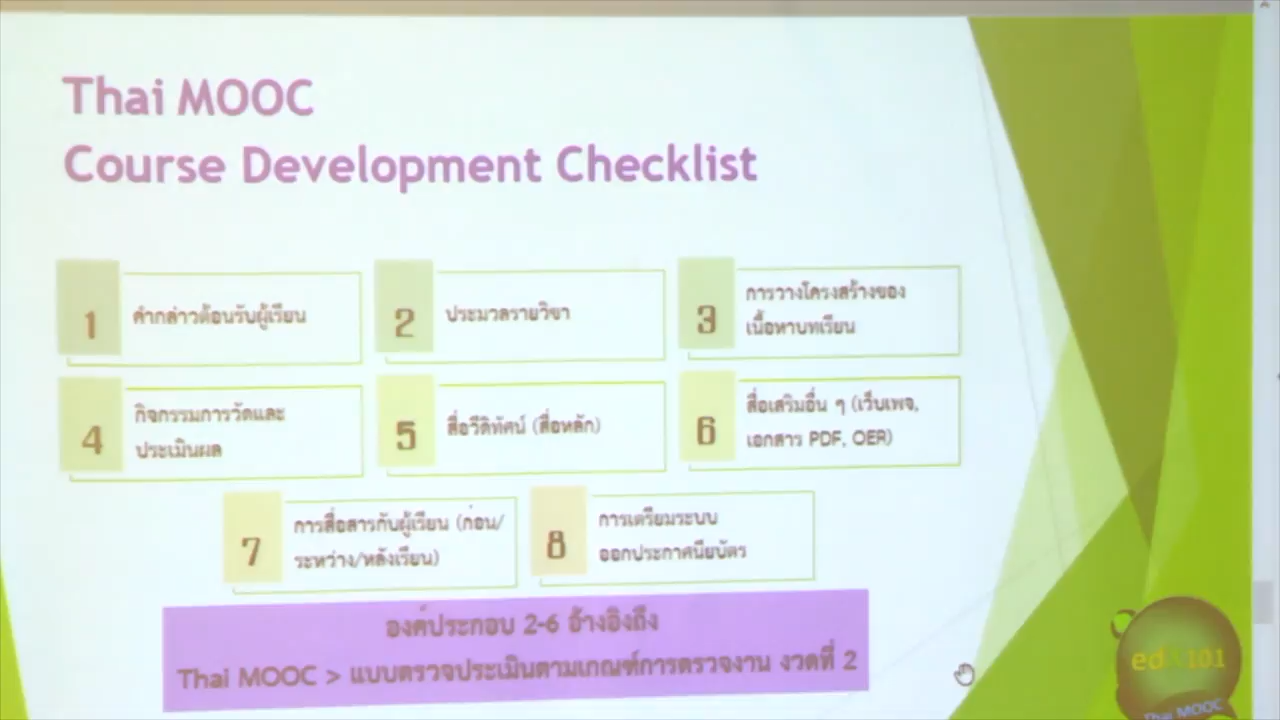 Thai MOOC
Course Development Checklist
1
คำกล่าวต้อนรับผู้เรียน
2
ประมวลรายวิชา
3
การวางโครงสร้างของ
เนื้อหาบทเรียน
4
กิจกรรมการวัดและ
ประเมินผล
5
สื่อวีดิทัศน์ (สื่อหลัก)
6
สื่อเสริมอื่น ๆ (เว็บเพจ,
เอกสาร PDF, OER)
7
การสื่อสารกับผู้เรียน (ก่อน/
ระหว่าง/หลังเรียน)
8
การเตรียมระบบ
ออกประกาศนียบัตร
องค์ประกอบ 2-6 อ้างอิงถึง
Thai MOOC > แบบตรวจประเมินตามเกณฑ์การตรวจงาน งวดที่ 2
edX101
Thai MOOC